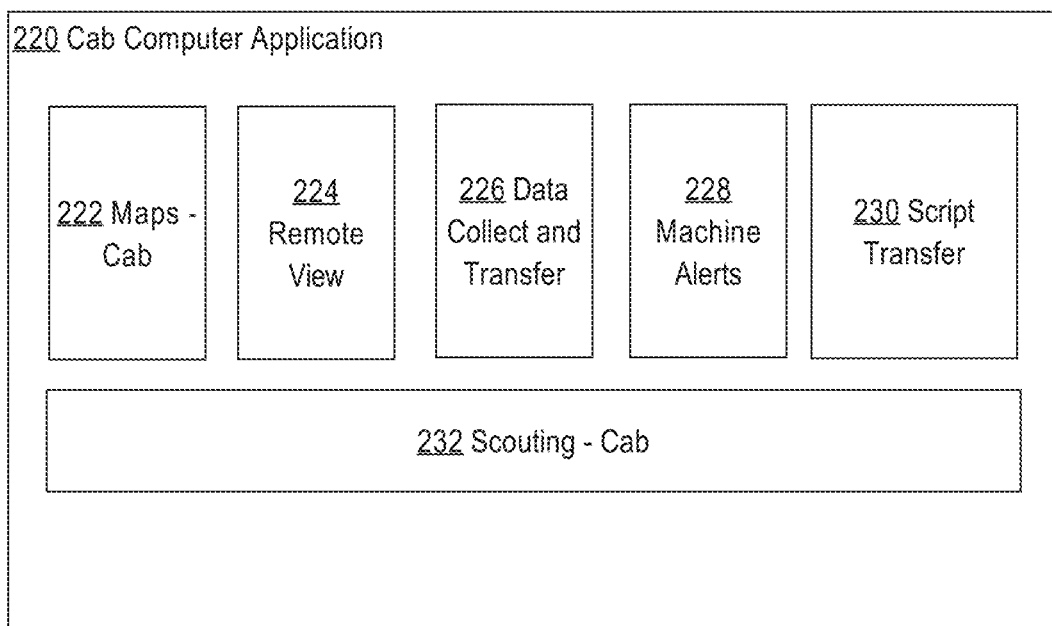 220 Cab Computer Application
222 Maps -
Cab
224
Remote
View
226 Data
Collect and
Transfer
228
Machine
Alerts
230 Script
Transfer
232 Scouting - Cab